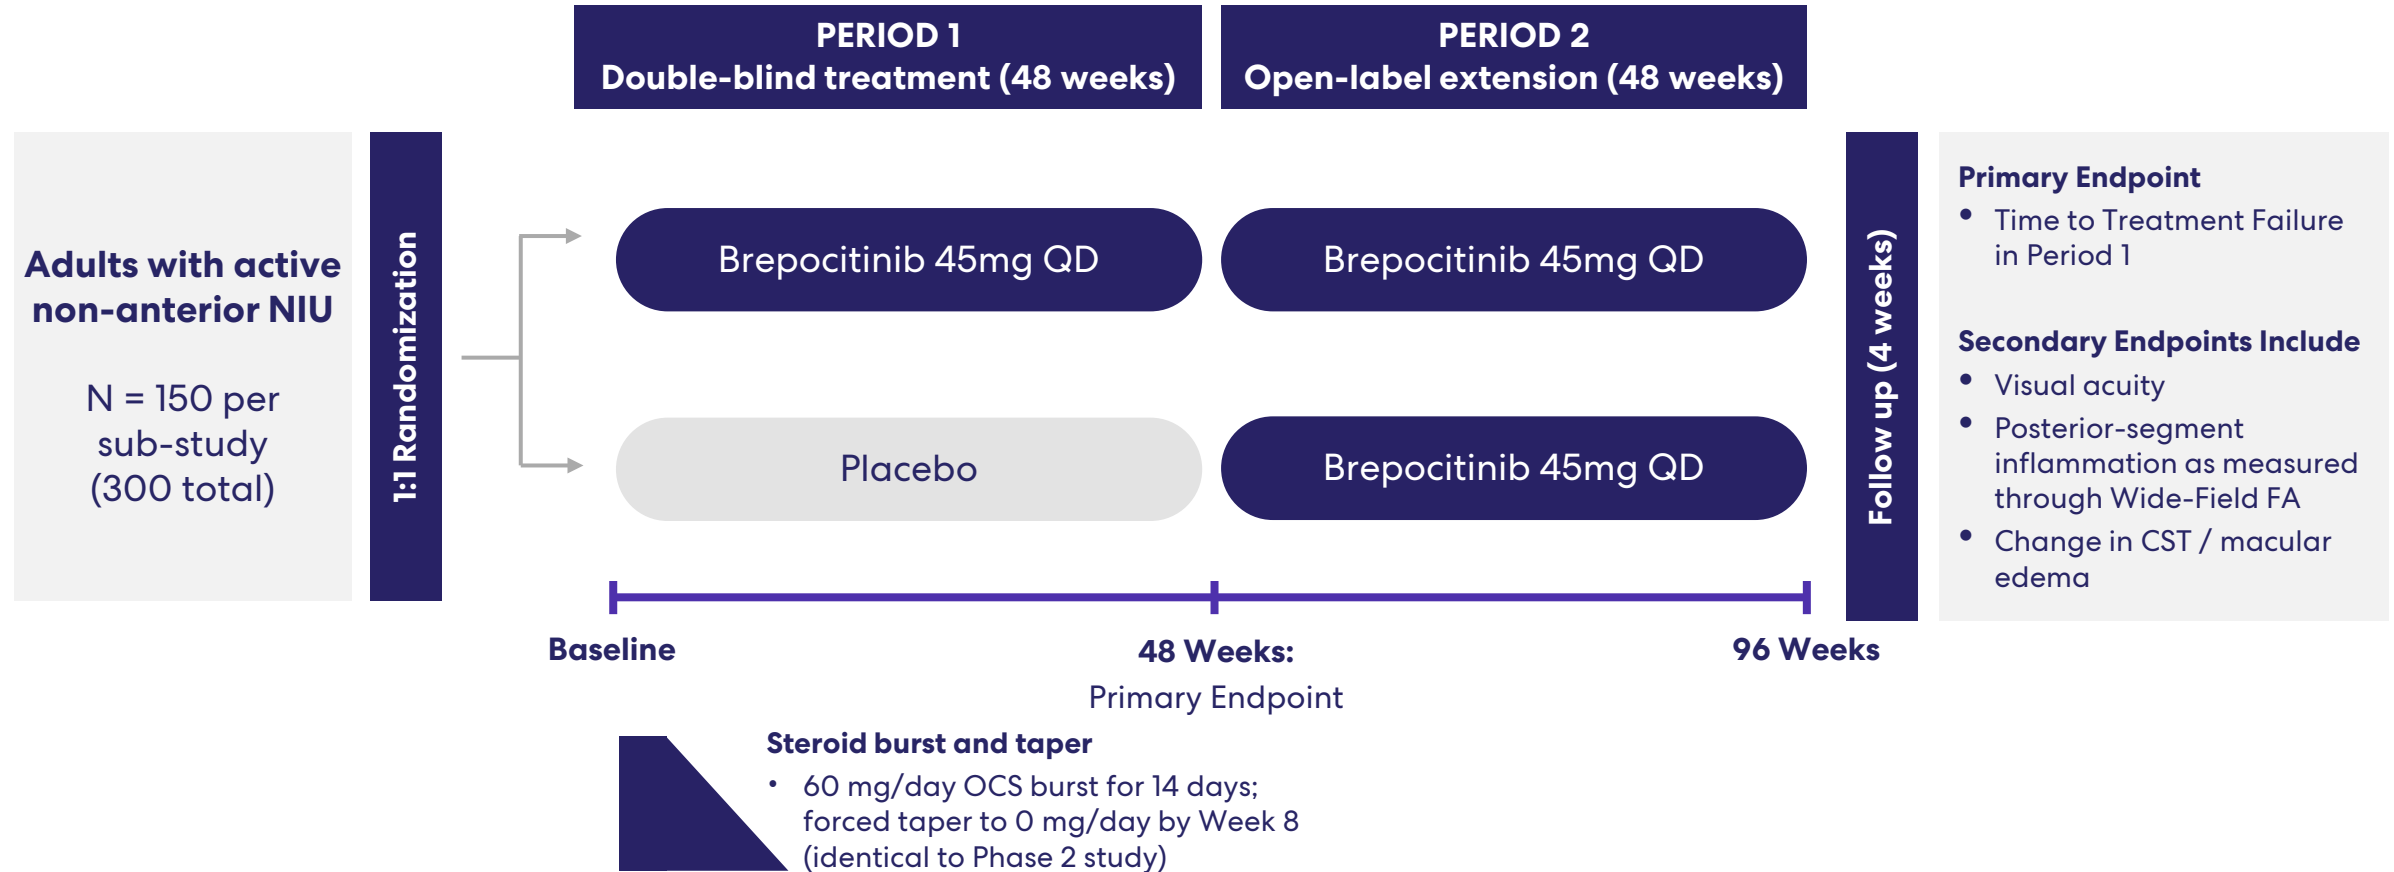 PERIOD 1
Double-blind treatment (48 weeks)
PERIOD 2
Open-label extension (48 weeks)
Adults with active
non-anterior NIU
N = 150 per
sub-study
(300 total)
1:1 Randomization
Brepocitinib 45mg QD
Brepocitinib 45mg QD
Placebo
Brepocitinib 45mg QD
Follow up (4 weeks)
Primary Endpoint
• Time to Treatment Failure
in Period 1
Secondary Endpoints Include
• Visual acuity
• Posterior-segment
inflammation as measured
through Wide-Field FA
• Change in CST / macular
edema
Baseline
48 Weeks:
Primary Endpoint
96 Weeks
Steroid burst and taper
• 60 mg/day OCS burst for 14 days;
forced taper to 0 mg/day by Week 8
(identical to Phase 2 study)